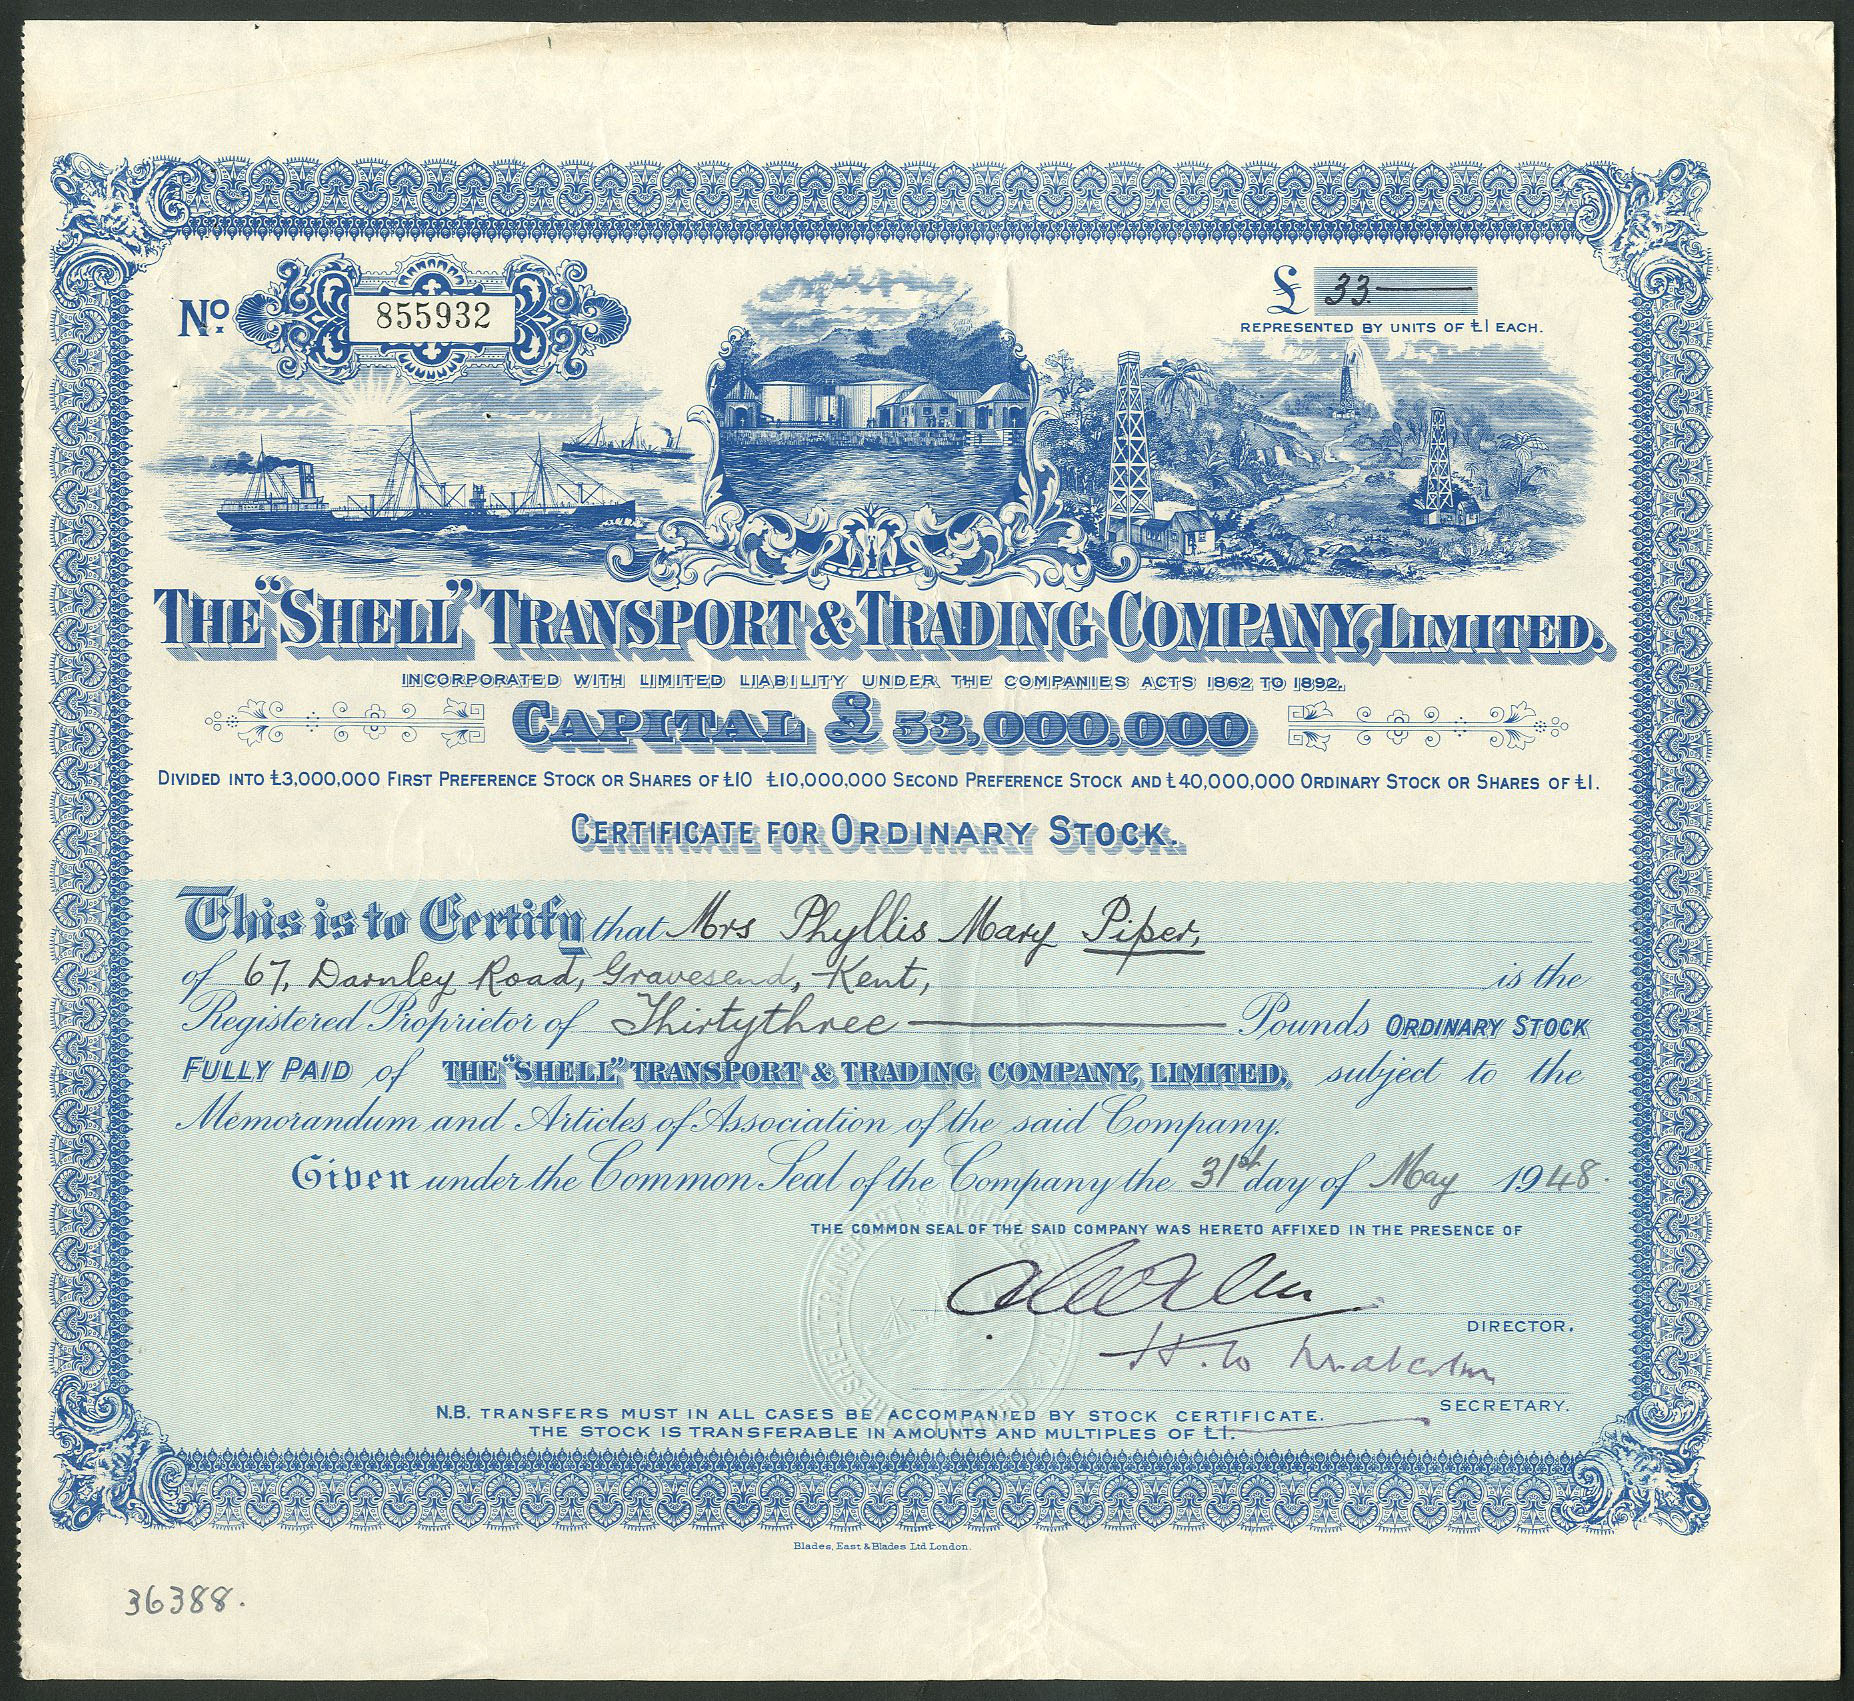 No. 855932
£ 33
REPRESENTED BY UNITS OF £1 EACH.
THE "SHELL" TRANSPORT & TRADING COMPANY, LIMITED.
INCORPORATED WITH LIMITED LIABILITY UNDER THE COMPANIES ACTS 1862 TO 1892.
CAPITAL £53,000,000
DIVIDED INTO £3,000,000 FIRST PREFERENCE STOCK OR SHARES OF £10 £10,000,000 SECOND PREFERENCE STOCK AND £40,000,000 ORDINARY STOCK OR SHARES OF £1.
CERTIFICATE FOR ORDINARY STOCK.
This is to Certify that Mrs Phyllis Mary Piper,
of 67, Darnley Road, Gravesend, Kent, is the
Registered Proprietor of Thirtythree Pounds ORDINARY STOCK
FULLY PAID of THE "SHELL" TRANSPORT & TRADING COMPANY, LIMITED, subject to the
Memorandum and Articles of Association of the said Company.
Given under the Common Seal of the Company the 31st day of May 1948.
THE COMMON SEAL OF THE SAID COMPANY WAS HERETO AFFIXED IN THE PRESENCE OF
DIRECTOR.
H.W Malcolm
SECRETARY.
N.B. TRANSFERS MUST IN ALL CASES BE ACCOMPANIED BY STOCK CERTIFICATE.
THE STOCK IS TRANSFERABLE IN AMOUNTS AND MULTIPLES OF £1.
Blades, East & Blades Ltd London.
36388.